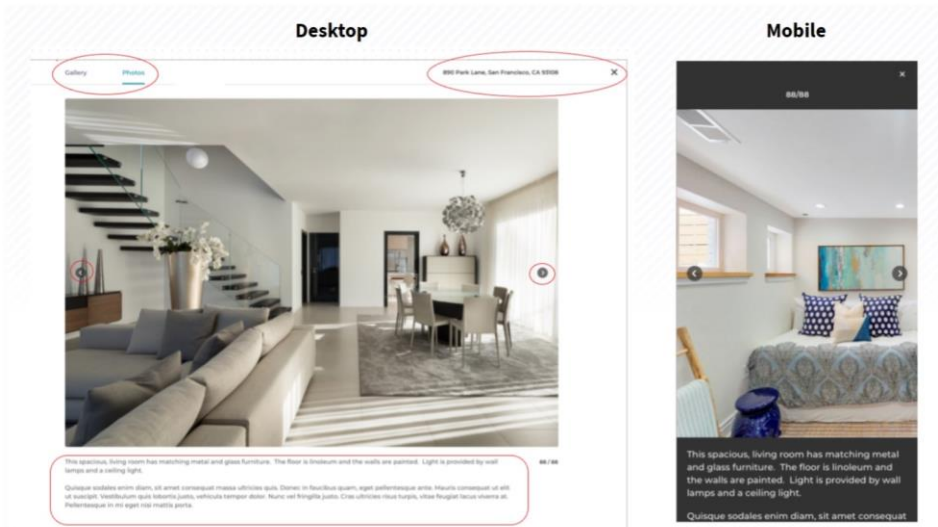 Desktop
Mobile
Gallery
Photos
890 Park Lane, San Francisco, CA 95108
×
×
88/88
This spacious, living room has matching metal and glass furniture. The floor is linoleum and the walls are painted. Light is provided by wall
lamps and a ceiling light.
88 / 88
Quisque sodales enim diam, sit amet consequat massa ultricies quis. Donec in faucibus quam, eget pellentesque ante. Mauris consequat ut elit
ut suscipit. Vestibulum quis lobortis justo, vehicula tempor dolor. Nunc vel fringilla justo. Cras ultricies risus turpis, vitae feugiat lacus viverra at.
Pellentesque in mi eget nisi mattis porta.
This spacious, living room has matching metal
and glass furniture. The floor is linoleum and
the walls are painted. Light is provided by wall
lamps and a ceiling light.
Quisque sodales enim diam, sit amet consequat